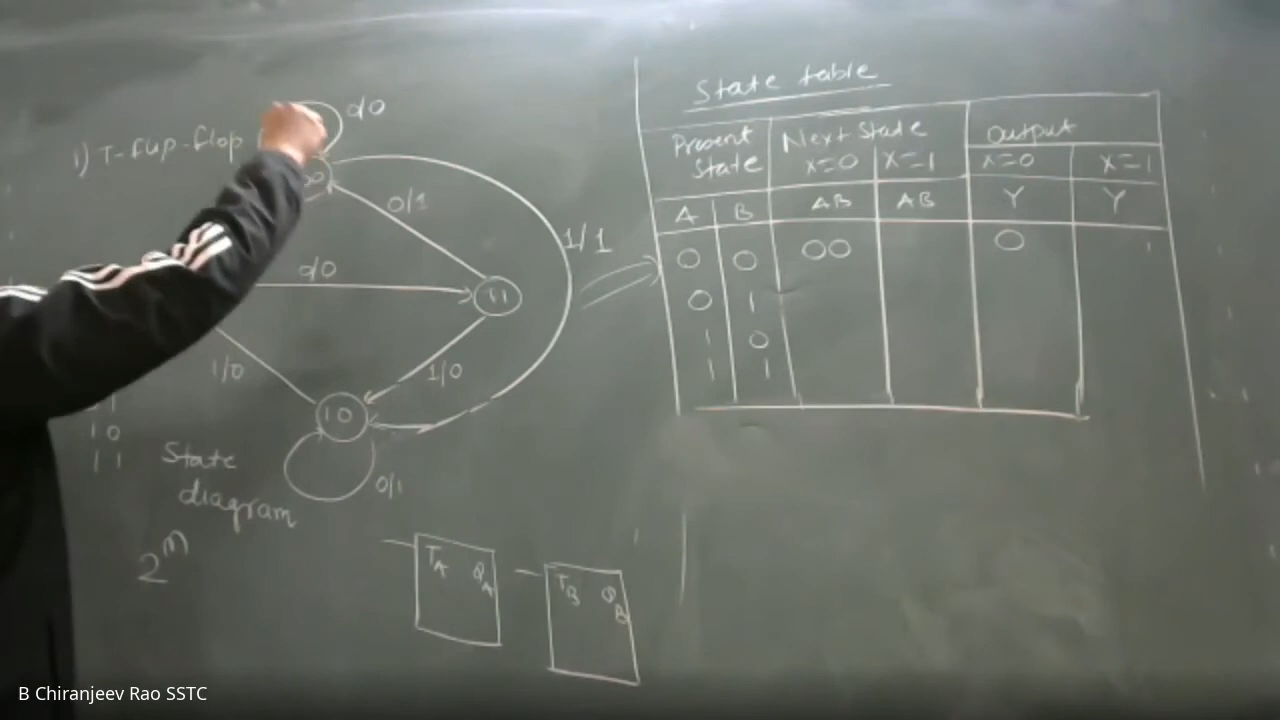 1) T-flip-flop
0/0
0/1
1/1
0/0
11
1/0
1/0
10
0/1
10
11
State
diagram
2^n
State table
Present State Next State Output
x=0 x=1 x=0 x=1
A B AB AB Y Y
0 0 00 0
0 1
1 0
1 1
TA QA
TB QB
B Chiranjeev Rao SSTC